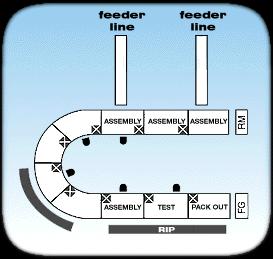 feeder
line
feeder
line
ASSEMBLY
ASSEMBLY
ASSEMBLY
RM
ASSEMBLY
TEST
PACK OUT
FG
RIP